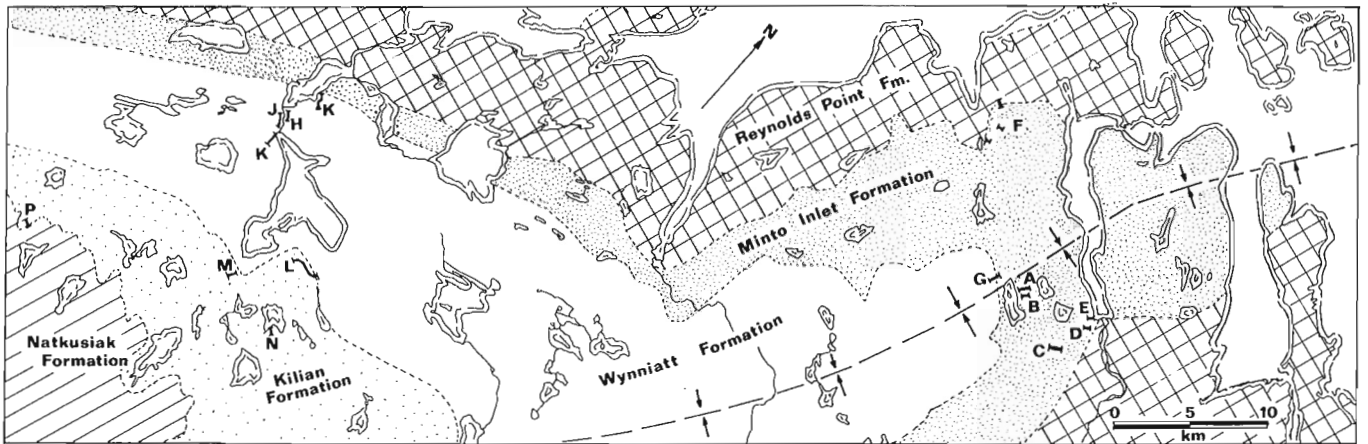 N
Reynolds Point Fm.
J
K
H
K
F
Minto Inlet Formation
P
M
L
G
A
B
E
D
C
N
Natkusiak
Formation
Kilian
Formation
Wynniatt Formation
0 5 10
km